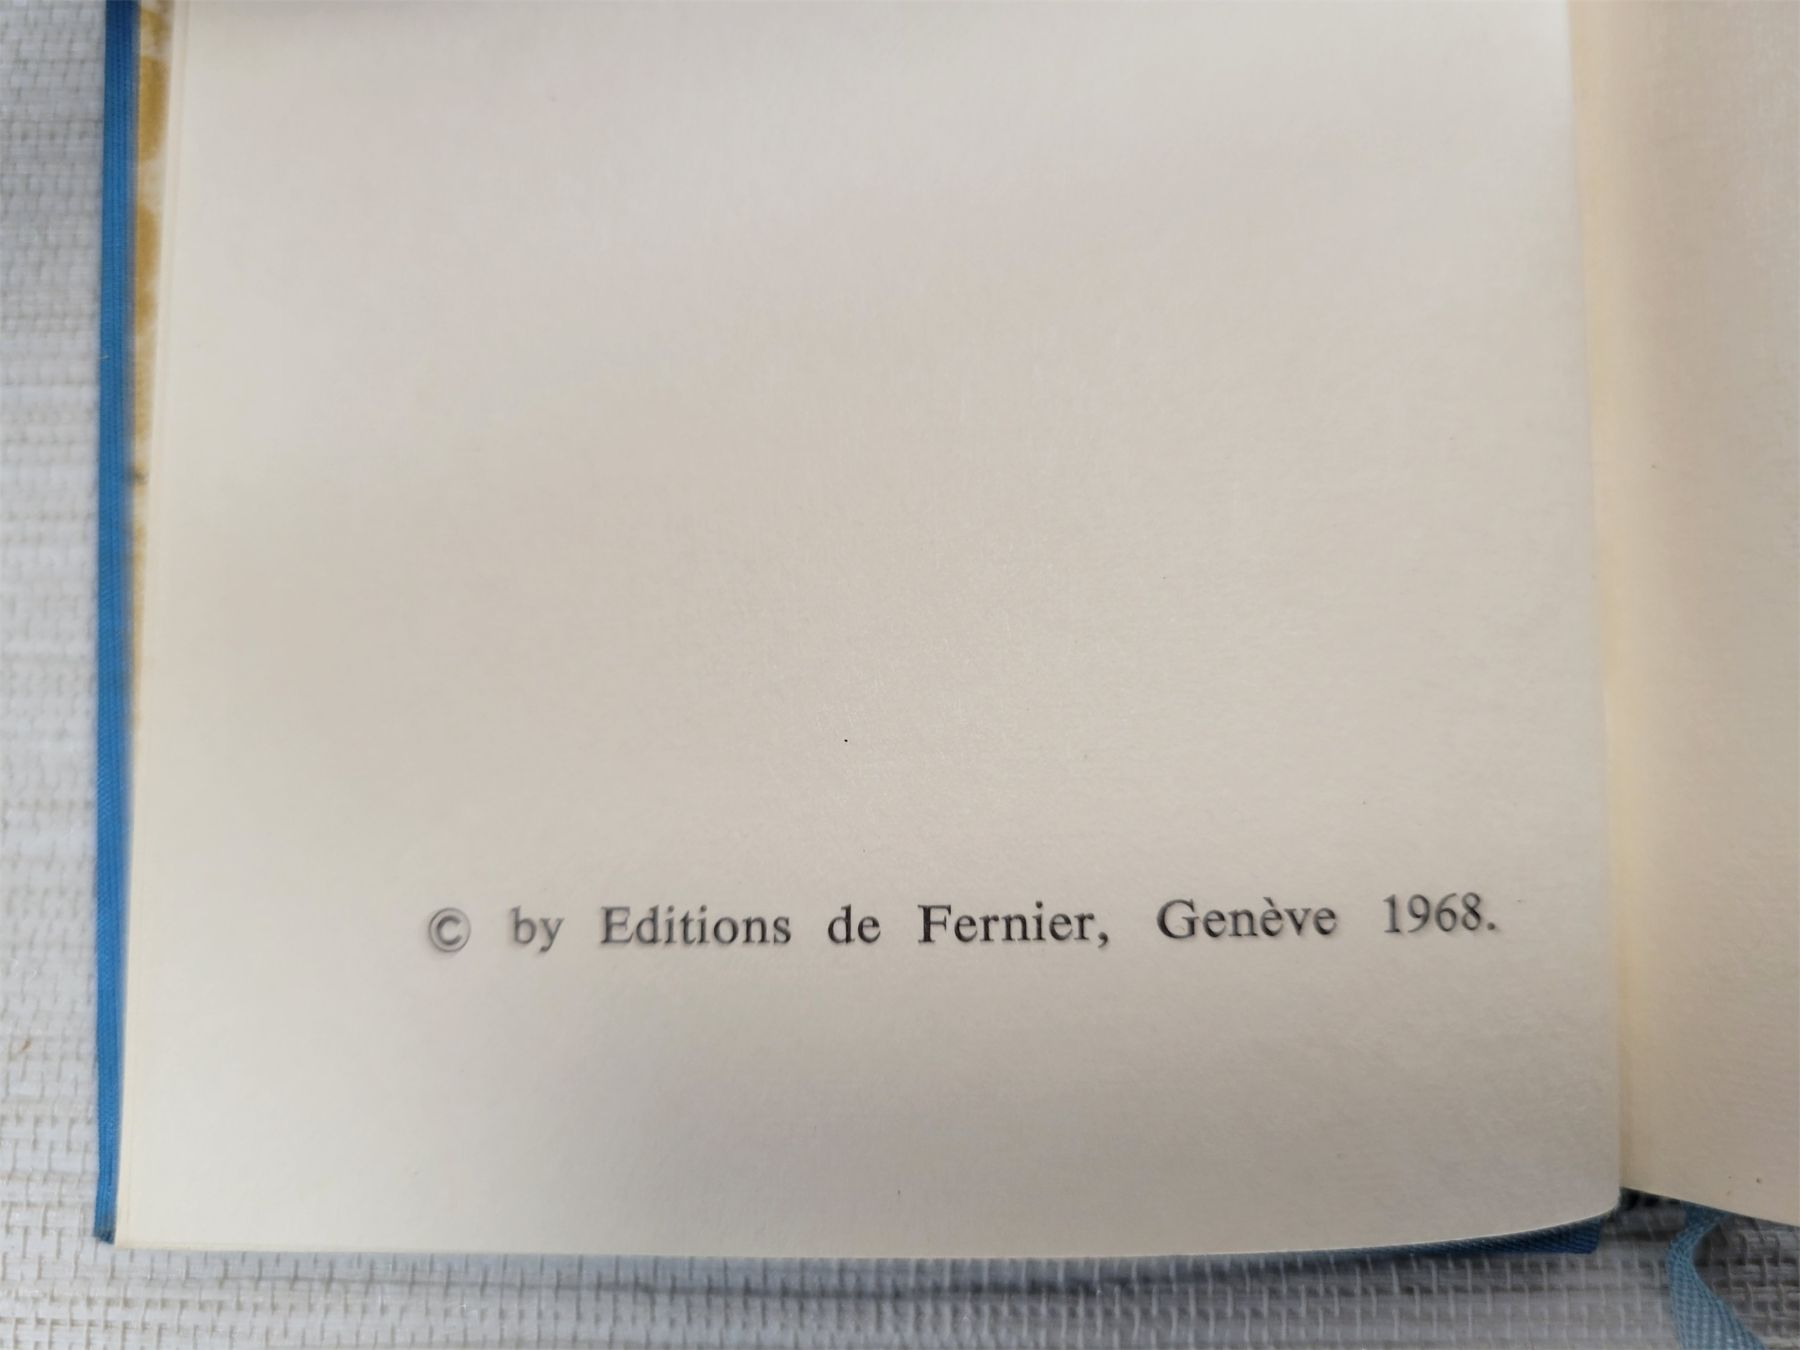 © by Editions de Fernier, Genève 1968.